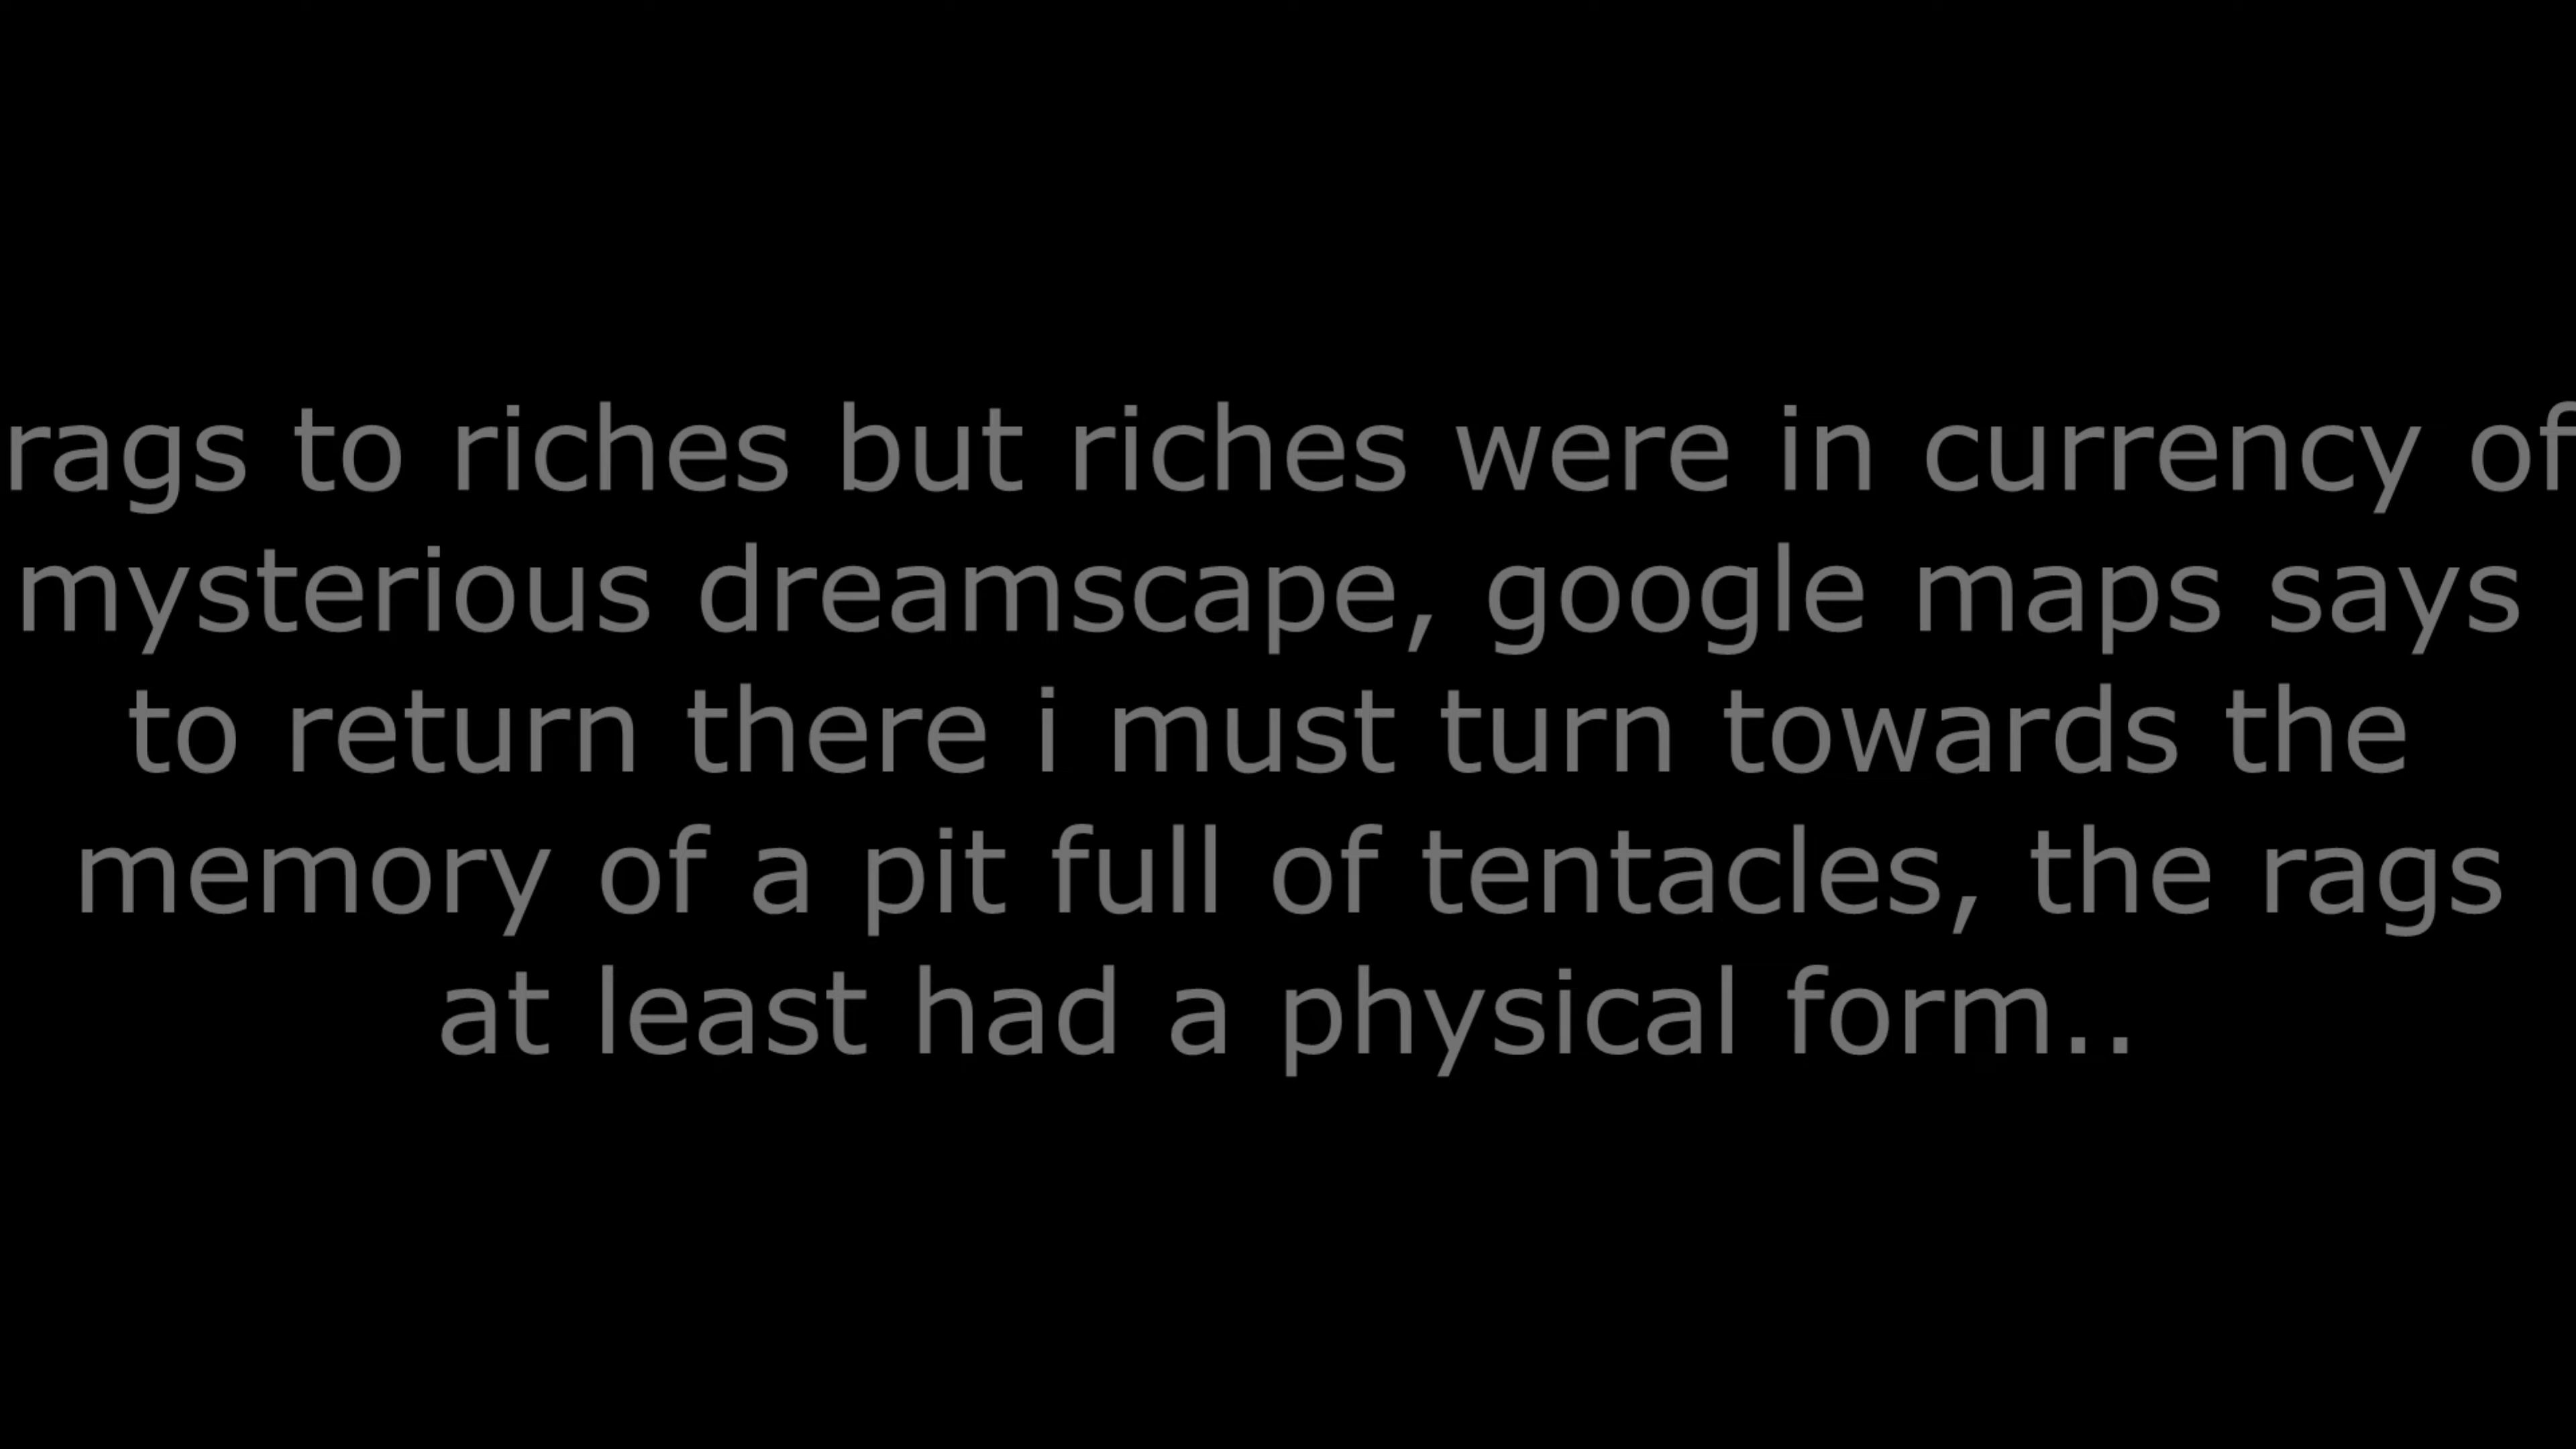 rags to riches but riches were in currency of
mysterious dreamscape, google maps says
to return there i must turn towards the
memory of a pit full of tentacles, the rags
at least had a physical form..